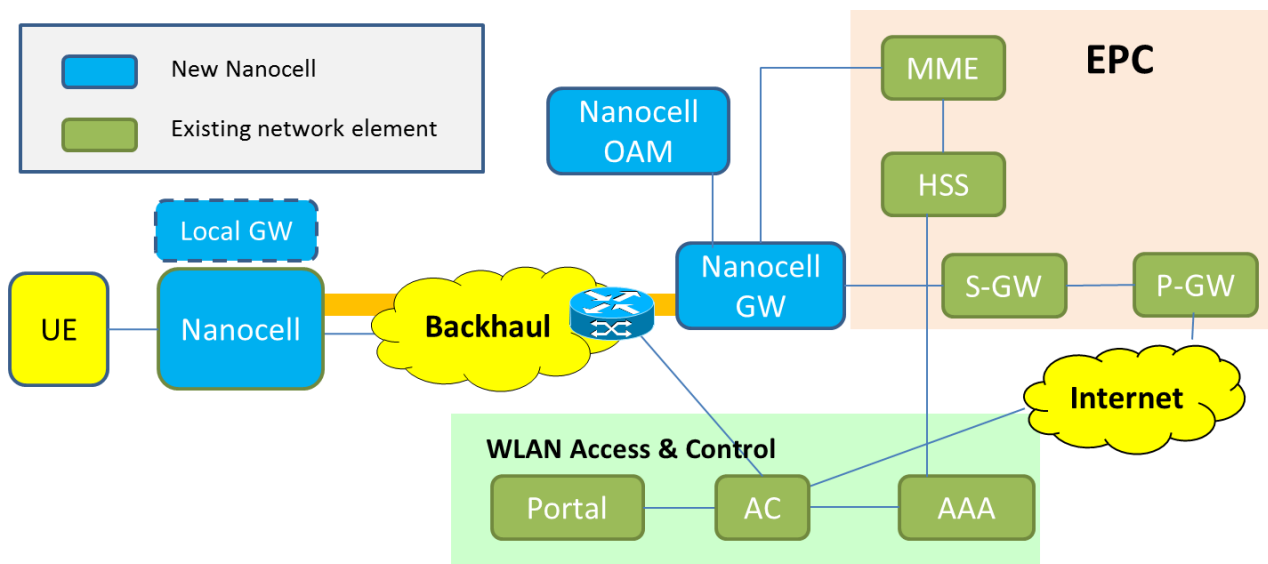 New Nanocell
Existing network element
EPC
MME
Nanocell
OAM
HSS
Local GW
Nanocell
GW
S-GW
P-GW
UE
Nanocell
Backhaul
Internet
WLAN Access & Control
Portal
AC
AAA